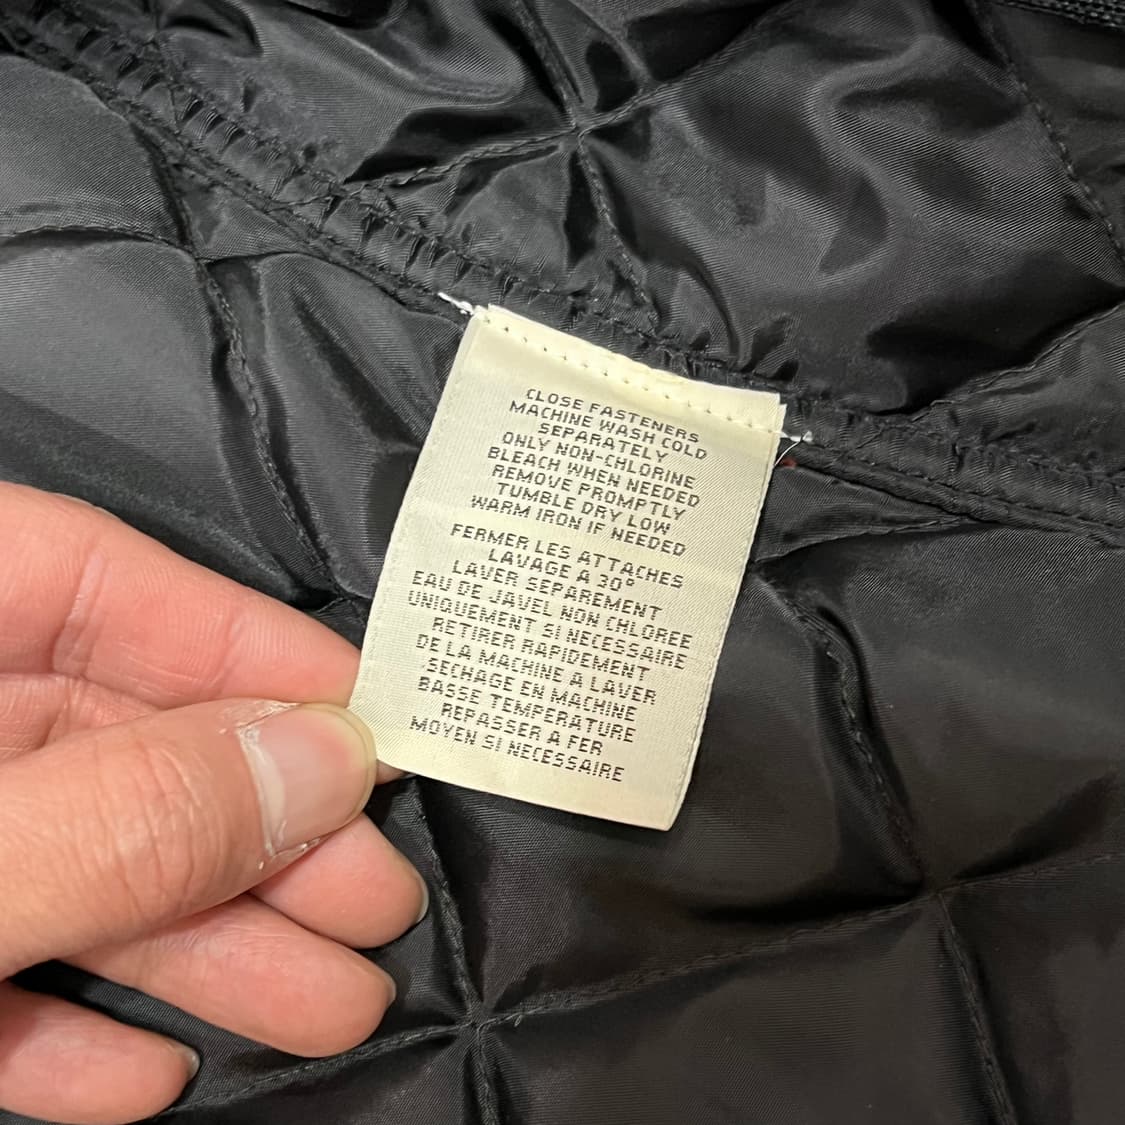 CLOSE FASTENERS
MACHINE WASH COLD
SEPARATELY
ONLY NON-CHLORINE
BLEACH WHEN NEEDED
REMOVE PROMPTLY
TUMBLE DRY LOW
WARM IRON IF NEEDED
FERMER LES ATTACHES
LAVAGE A 30°
LAVER SEPAREMENT
EAU DE JAVEL NON CHLOREE
UNIQUEMENT SI NECESSAIRE
RETIRER RAPIDEMENT
DE LA MACHINE A LAVER
SECHAGE EN MACHINE
BASSE TEMPERATURE
REPASSER A FER
MOYEN SI NECESSAIRE